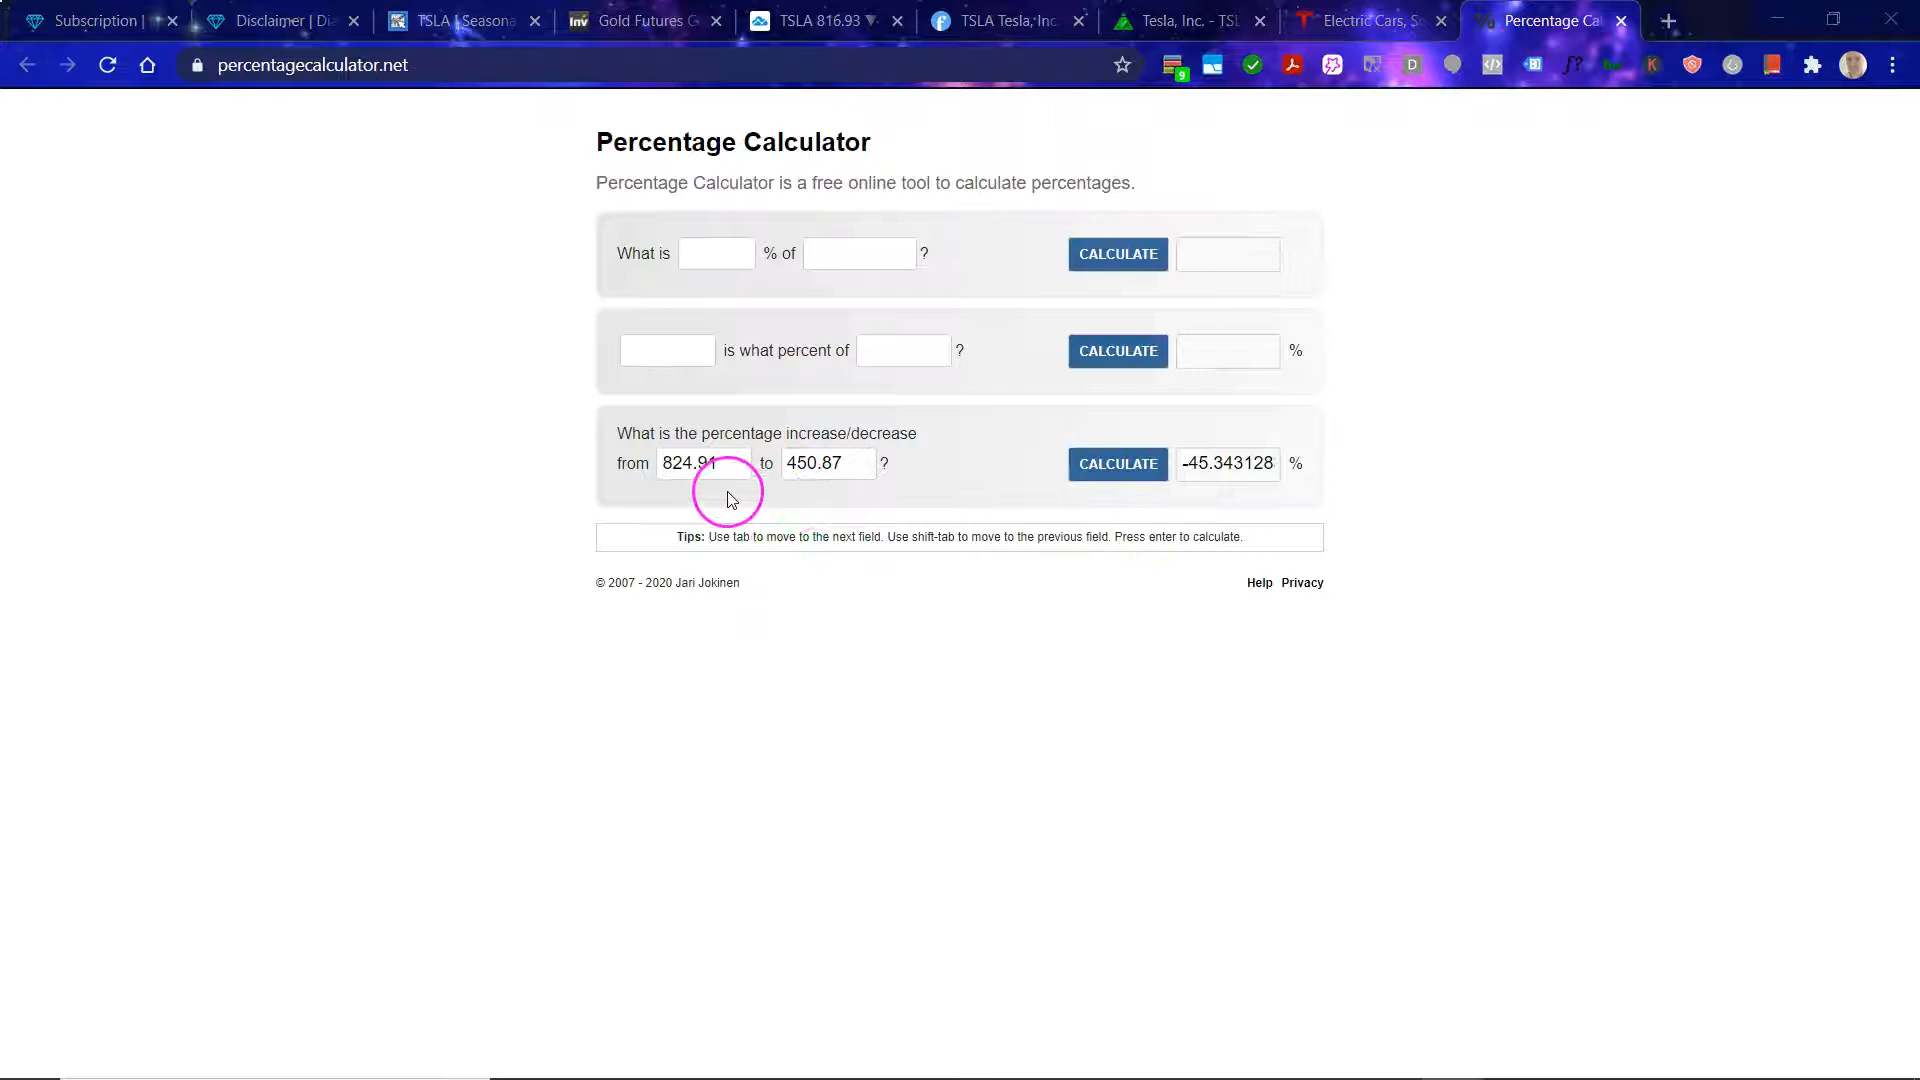 Subscription |
Disclaimer | Dia
TSLA | Seasona
Gold Futures
TSLA 816.93 ▼
TSLA Tesla, Inc.
Tesla, Inc. - TSL
Electric Cars, S
Percentage Cal
percentagecalculator.net
9
Percentage Calculator
Percentage Calculator is a free online tool to calculate percentages.
What is % of ? CALCULATE
is what percent of ? CALCULATE %
What is the percentage increase/decrease
from 824.91 to 450.87 ? CALCULATE -45.343128 %
Tips: Use tab to move to the next field. Use shift-tab to move to the previous field. Press enter to calculate.
© 2007 - 2020 Jari Jokinen
Help Privacy